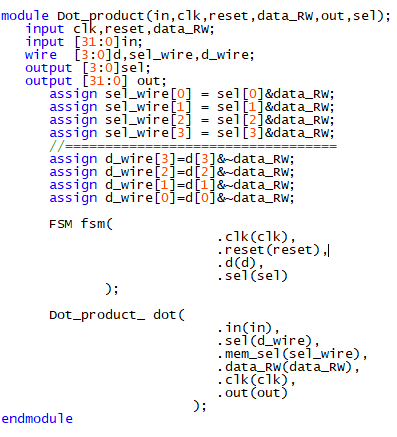 module Dot_product(in,clk,reset,data_RW,out,sel);
input clk,reset,data_RW;
input [31:0]in;
wire [3:0]d,sel_wire,d_wire;
output [3:0]sel;
output [31:0] out;
assign sel_wire[0] = sel[0]&data_RW;
assign sel_wire[1] = sel[1]&data_RW;
assign sel_wire[2] = sel[2]&data_RW;
assign sel_wire[3] = sel[3]&data_RW;
//==================================
assign d_wire[3]=d[3]&~data_RW;
assign d_wire[2]=d[2]&~data_RW;
assign d_wire[1]=d[1]&~data_RW;
assign d_wire[0]=d[0]&~data_RW;
FSM fsm(
.clk(clk),
.reset(reset),
.d(d),
.sel(sel)
);
Dot_product_ dot(
.in(in),
.sel(d_wire),
.mem_sel(sel_wire),
.data_RW(data_RW),
.clk(clk),
.out(out)
);
endmodule